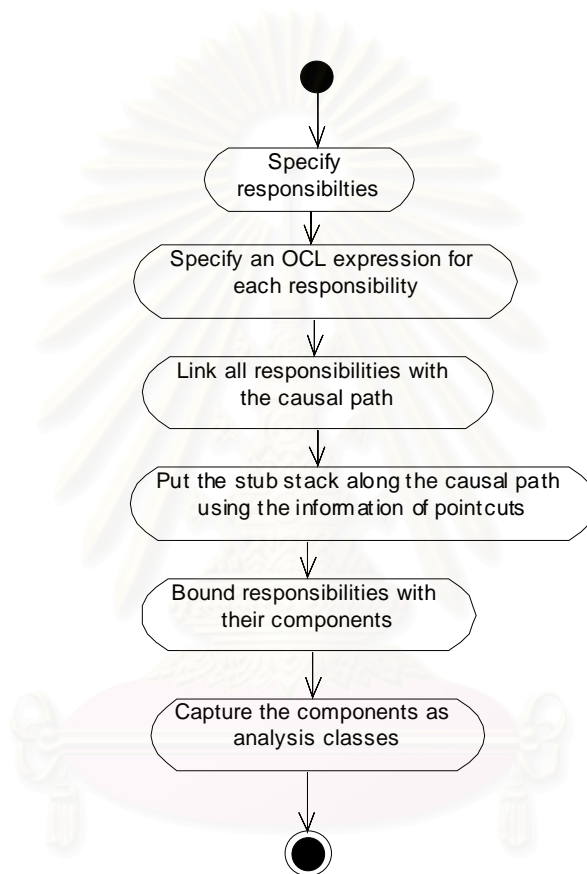 Specify
responsibilties
Specify an OCL expression for
each responsibility
Link all responsibilities with
the causal path
Put the stub stack along the causal path
using the information of pointcuts
Bound responsibilities with
their components
Capture the components as
analysis classes